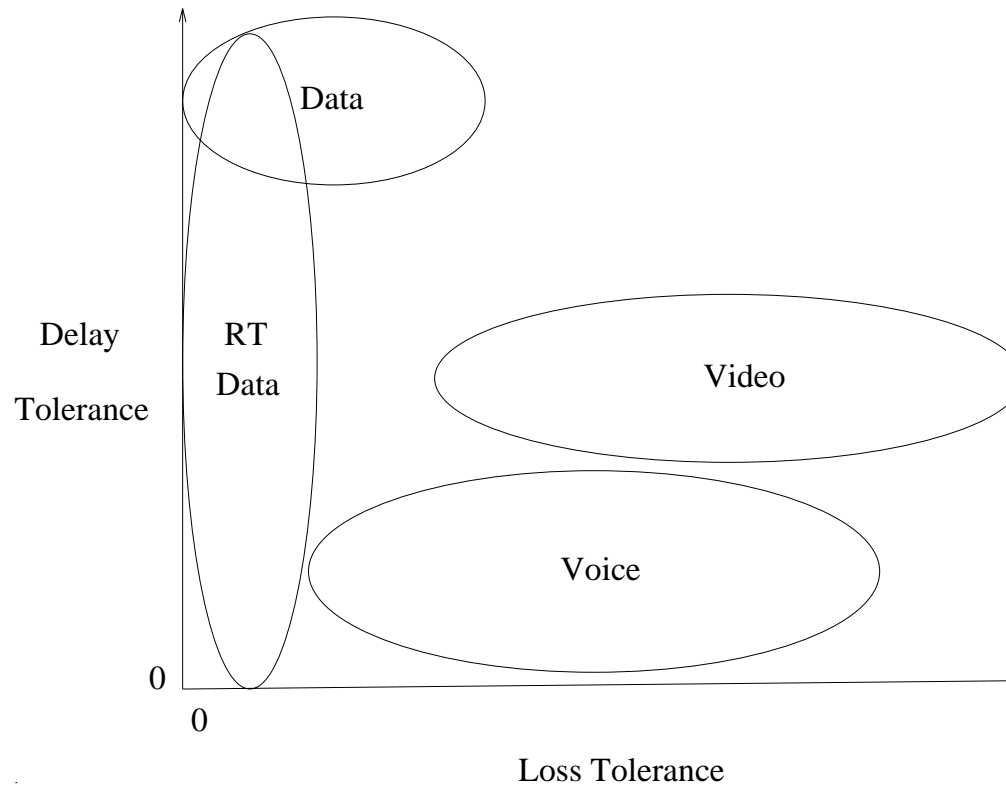 Data
Delay
Tolerance
RT
Data
Video
Voice
0
0
Loss Tolerance